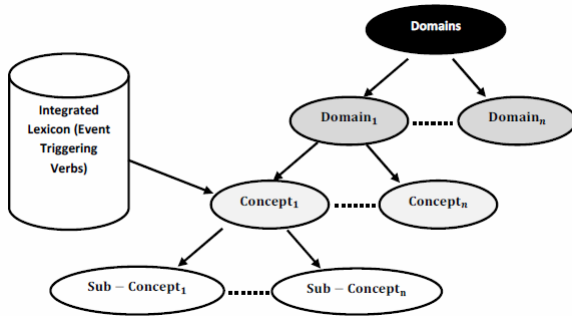 Domains
Integrated
Lexicon (Event
Triggering
Verbs)
Domain₁
Domainₙ
Concept₁
Conceptₙ
Sub − Concept₁
Sub − Conceptₙ